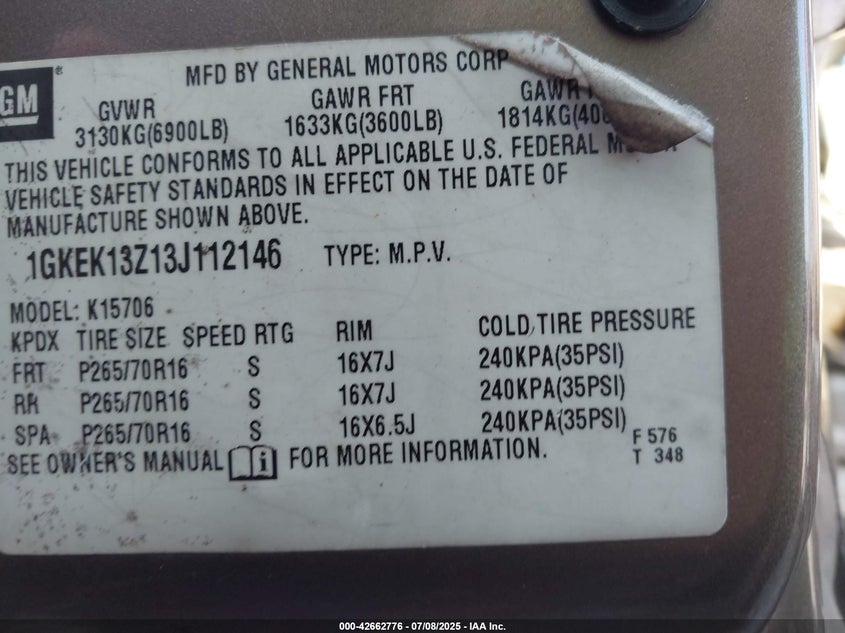 GM ®
MFD BY GENERAL MOTORS CORP
GVWR GAWR FRT
3130KG(6900LB) 1633KG(3600LB) 1814KG(
THIS VEHICLE CONFORMS TO ALL APPLICABLE U.S. FEDERAL
VEHICLE SAFETY STANDARDS IN EFFECT ON THE DATE OF
MANUFACTURE SHOWN ABOVE.
1GKEK13Z13J112146 TYPE: M.P.V.
MODEL: K15706
KPDX TIRE SIZE SPEED RTG RIM COLD TIRE PRESSURE
FRT P265/70R16 S 16X7J 240KPA(35PSI)
RR P265/70R16 S 16X7J 240KPA(35PSI)
SPA P265/70R16 S 16X6.5J 240KPA(35PSI)
SEE OWNER'S MANUAL i FOR MORE INFORMATION.
F 576
T 348
000-42662776 - 07/08/2025 - IAA Inc.